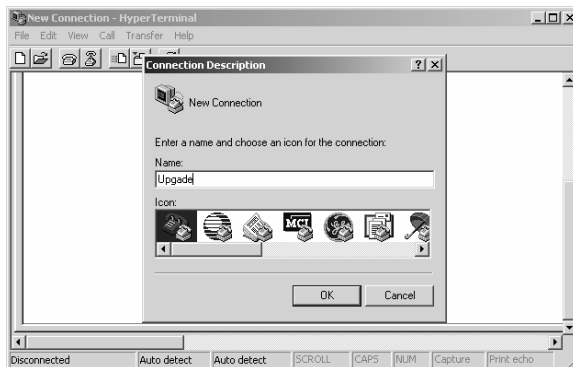 New Connection - HyperTerminal
File Edit View Call Transfer Help
Connection Description
New Connection
Enter a name and choose an icon for the connection:
Name:
Upgade
Icon:
MCI
OK Cancel
Disconnected Auto detect Auto detect SCROLL CAPS NUM Capture Print echo